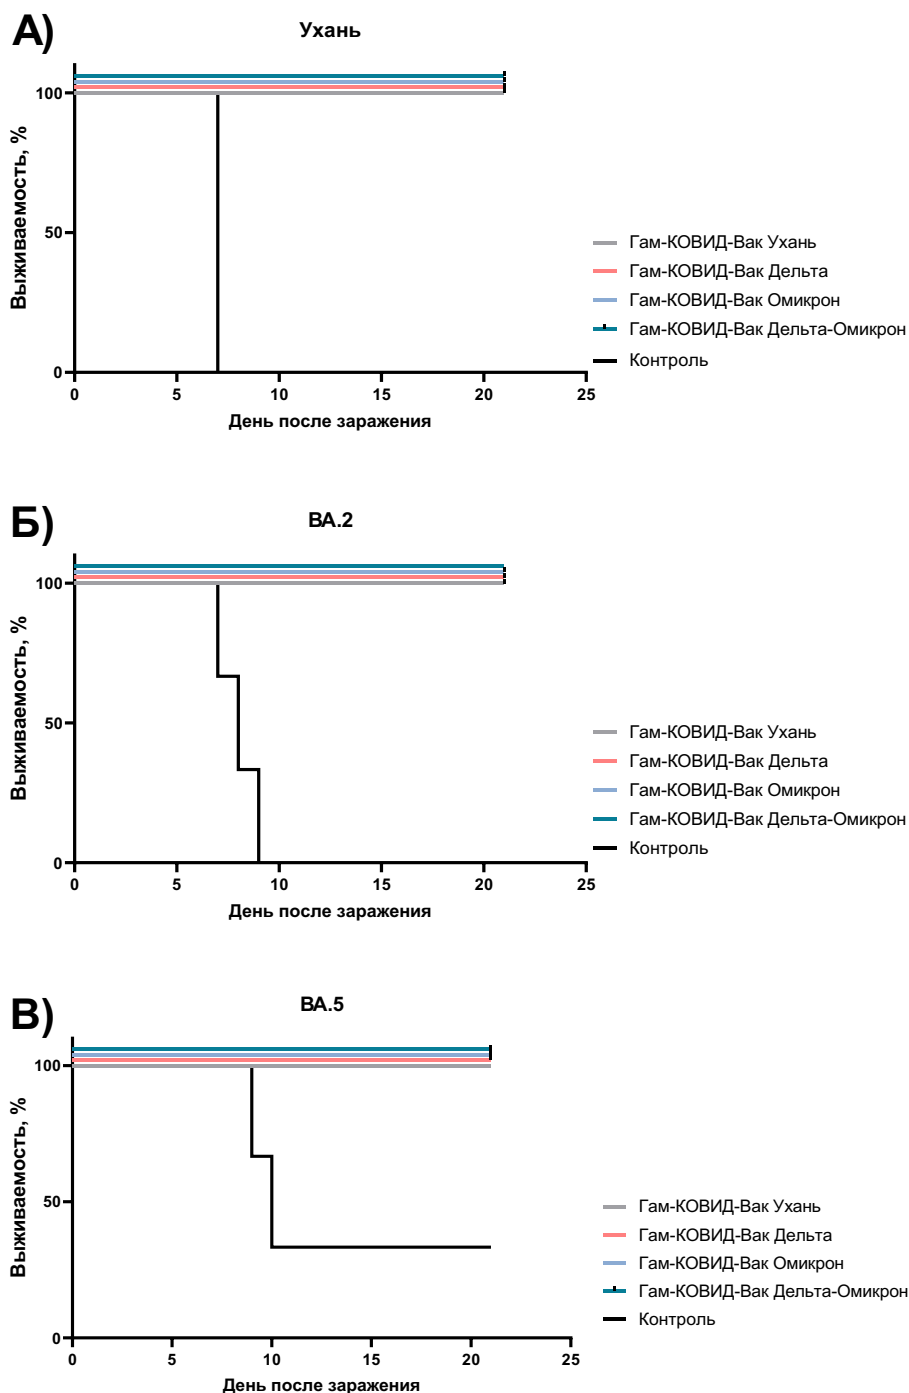 А)
Ухань
Выживаемость, %
100
50
0
0 5 10 15 20 25
День после заражения
Гам-КОВИД-Вак Ухань
Гам-КОВИД-Вак Дельта
Гам-КОВИД-Вак Омикрон
Гам-КОВИД-Вак Дельта-Омикрон
Контроль
Б)
BA.2
Выживаемость, %
100
50
0
0 5 10 15 20 25
День после заражения
Гам-КОВИД-Вак Ухань
Гам-КОВИД-Вак Дельта
Гам-КОВИД-Вак Омикрон
Гам-КОВИД-Вак Дельта-Омикрон
Контроль
В)
BA.5
Выживаемость, %
100
50
0
0 5 10 15 20 25
День после заражения
Гам-КОВИД-Вак Ухань
Гам-КОВИД-Вак Дельта
Гам-КОВИД-Вак Омикрон
Гам-КОВИД-Вак Дельта-Омикрон
Контроль